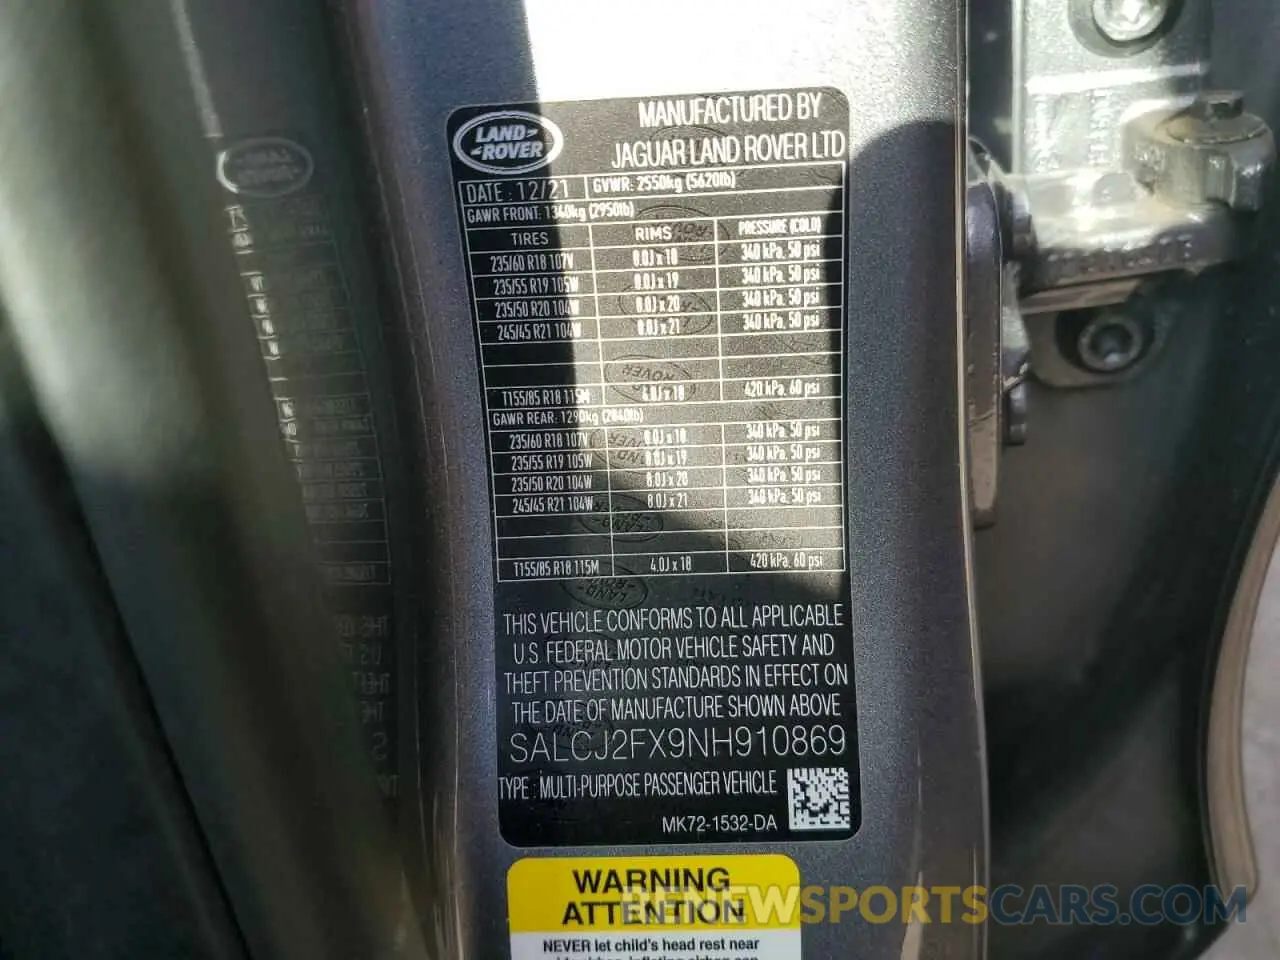 LAND-
-ROVER
MANUFACTURED BY
JAGUAR LAND ROVER LTD
DATE : 12/21 GVWR: 2550kg (5620lb)
GAWR FRONT: 1340kg (2950lb)
TIRES RIMS PRESSURE (COLD)
235/60 R18 107V 8.0J x 18 340 kPa, 50 psi
235/55 R19 105W 8.0J x 19 340 kPa, 50 psi
235/50 R20 104W 8.0J x 20 340 kPa, 50 psi
245/45 R21 104W 8.0J x 21 340 kPa, 50 psi
T155/85 R18 115M 4.0J x 18 420 kPa, 60 psi
GAWR REAR: 1290kg (2840lb)
235/60 R18 107V 8.0J x 18 340 kPa, 50 psi
235/55 R19 105W 8.0J x 19 340 kPa, 50 psi
235/50 R20 104W 8.0J x 20 340 kPa, 50 psi
245/45 R21 104W 8.0J x 21 340 kPa, 50 psi
T155/85 R18 115M 4.0J x 18 420 kPa, 60 psi
THIS VEHICLE CONFORMS TO ALL APPLICABLE
U.S. FEDERAL MOTOR VEHICLE SAFETY AND
THEFT PREVENTION STANDARDS IN EFFECT ON
THE DATE OF MANUFACTURE SHOWN ABOVE
SALCJ2FX9NH910869
TYPE : MULTI-PURPOSE PASSENGER VEHICLE
MK72-1532-DA
WARNING
ATTENTION
RENEWSPORTSCARS.COM
NEVER let child's head rest near